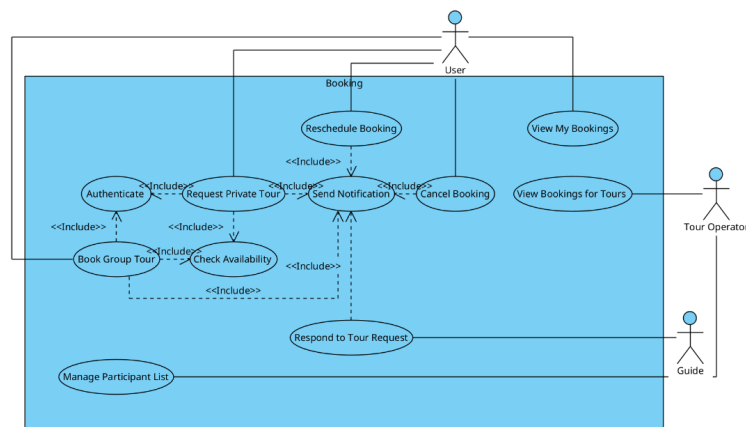 User
Booking
Reschedule Booking
View My Bookings
<<Include>>
Authenticate
<<Include>>
Request Private Tour
<<Include>>
Send Notification
<<Include>>
Cancel Booking
View Bookings for Tours
Tour Operator
<<Include>>
<<Include>>
Book Group Tour
<<Include>>
Check Availability
<<Include>>
<<Include>>
Respond to Tour Request
Guide
Manage Participant List